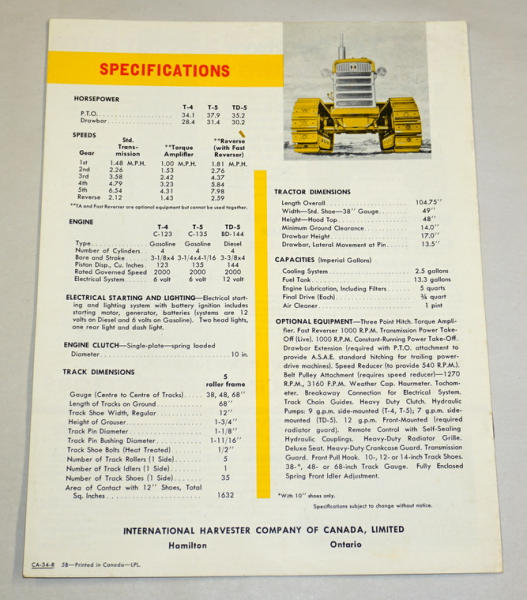 SPECIFICATIONS
HORSEPOWER
T-4 T-5 TD-5
P.T.O. 34.1 37.9 35.2
Drawbar 28.4 31.4 30.2
SPEEDS
Gear Std. Trans-mission **Torque Amplifier **Reverse (with Fast Reverser)
1st 1.48 M.P.H. 1.00 M.P.H. 1.81 M.P.H.
2nd 2.26 1.53 2.76
3rd 3.58 2.42 4.37
4th 4.79 3.23 5.84
5th 6.54 4.31 7.98
Reverse 2.12 1.43 2.59
**TA and Fast Reverser are optional equipment but cannot be used together.
ENGINE
T-4 T-5 TD-5
C-123 C-135 BD-144
Type Gasoline Gasoline Diesel
Number of Cylinders 4 4 4
Bore and Stroke 3-1/8x4 3-1/4x4-1/16 3-3/8x4
Piston Disp., Cu. Inches 123 135 144
Rated Governed Speed 2000 2000 2000
Electrical System 6 volt 6 volt 12 volt
ELECTRICAL STARTING AND LIGHTING—Electrical start-
ing and lighting system with battery ignition includes
starting motor, generator, batteries (systems are 12
volts on Diesel and 6 volts on Gasoline). Two head lights,
one rear light and dash light.
ENGINE CLUTCH—Single-plate—spring loaded
Diameter 10 in.
TRACK DIMENSIONS
5
roller frame
Gauge (Centre to Centre of Tracks) 38, 48, 68"
Length of Tracks on Ground 68"
Track Shoe Width, Regular 12"
Height of Grouser 1-3/4"
Track Pin Diameter 1-1/8"
Track Pin Bushing Diameter 1-11/16"
Track Shoe Bolts (Heat Treated) 1/2"
Number of Track Rollers (1 Side) 5
Number of Track Idlers (1 Side) 1
Number of Track Shoes (1 Side) 35
Area of Contact with 12" Shoes, Total
Sq. Inches 1632
TRACTOR DIMENSIONS
Length Overall 104.75"
Width—Std. Shoe—38" Gauge 49"
Height—Hood Top 48"
Minimum Ground Clearance 14.0"
Drawbar Height 17.0"
Drawbar, Lateral Movement at Pin 13.5"
CAPACITIES (Imperial Gallons)
Cooling System 2.5 gallons
Fuel Tank 13.3 gallons
Engine Lubrication, Including Filters 5 quarts
Final Drive (Each) ¾ quart
Air Cleaner 1 pint
OPTIONAL EQUIPMENT—Three Point Hitch. Torque Ampli-
fier. Fast Reverser 1000 R.P.M. Transmission Power Take-
Off (Live). 1000 R.P.M. Constant-Running Power Take-Off.
Drawbar Extension (required with P.T.O. attachment to
provide A.S.A.E. standard hitching for trailing power-
drive machines). Speed Reducer (to provide 540 R.P.M.).
Belt Pulley Attachment (requires speed reducer)—1270
R.P.M., 3160 F.P.M. Weather Cap. Hourmeter. Tachom-
eter. Breakaway Connection for Electrical System.
Track Chain Guides. Heavy Duty Clutch. Hydraulic
Pumps: 9 g.p.m. side-mounted (T-4, T-5); 7 g.p.m. side-
mounted (TD-5). 12 g.p.m. Front-Mounted (required
radiator guard). Remote Control with Self-Sealing
Hydraulic Couplings. Heavy-Duty Radiator Grille.
Deluxe Seat. Heavy-Duty Crankcase Guard. Transmission
Guard. Front Pull Hook. 10-, 12- or 14-inch Track Shoes.
38-*, 48- or 68-inch Track Gauge. Fully Enclosed
Spring Front Idler Adjustment.
*With 10" shoes only.
Specifications subject to change without notice.
INTERNATIONAL HARVESTER COMPANY OF CANADA, LIMITED
Hamilton Ontario
CA-54-R 5B—Printed in Canada—LPL.